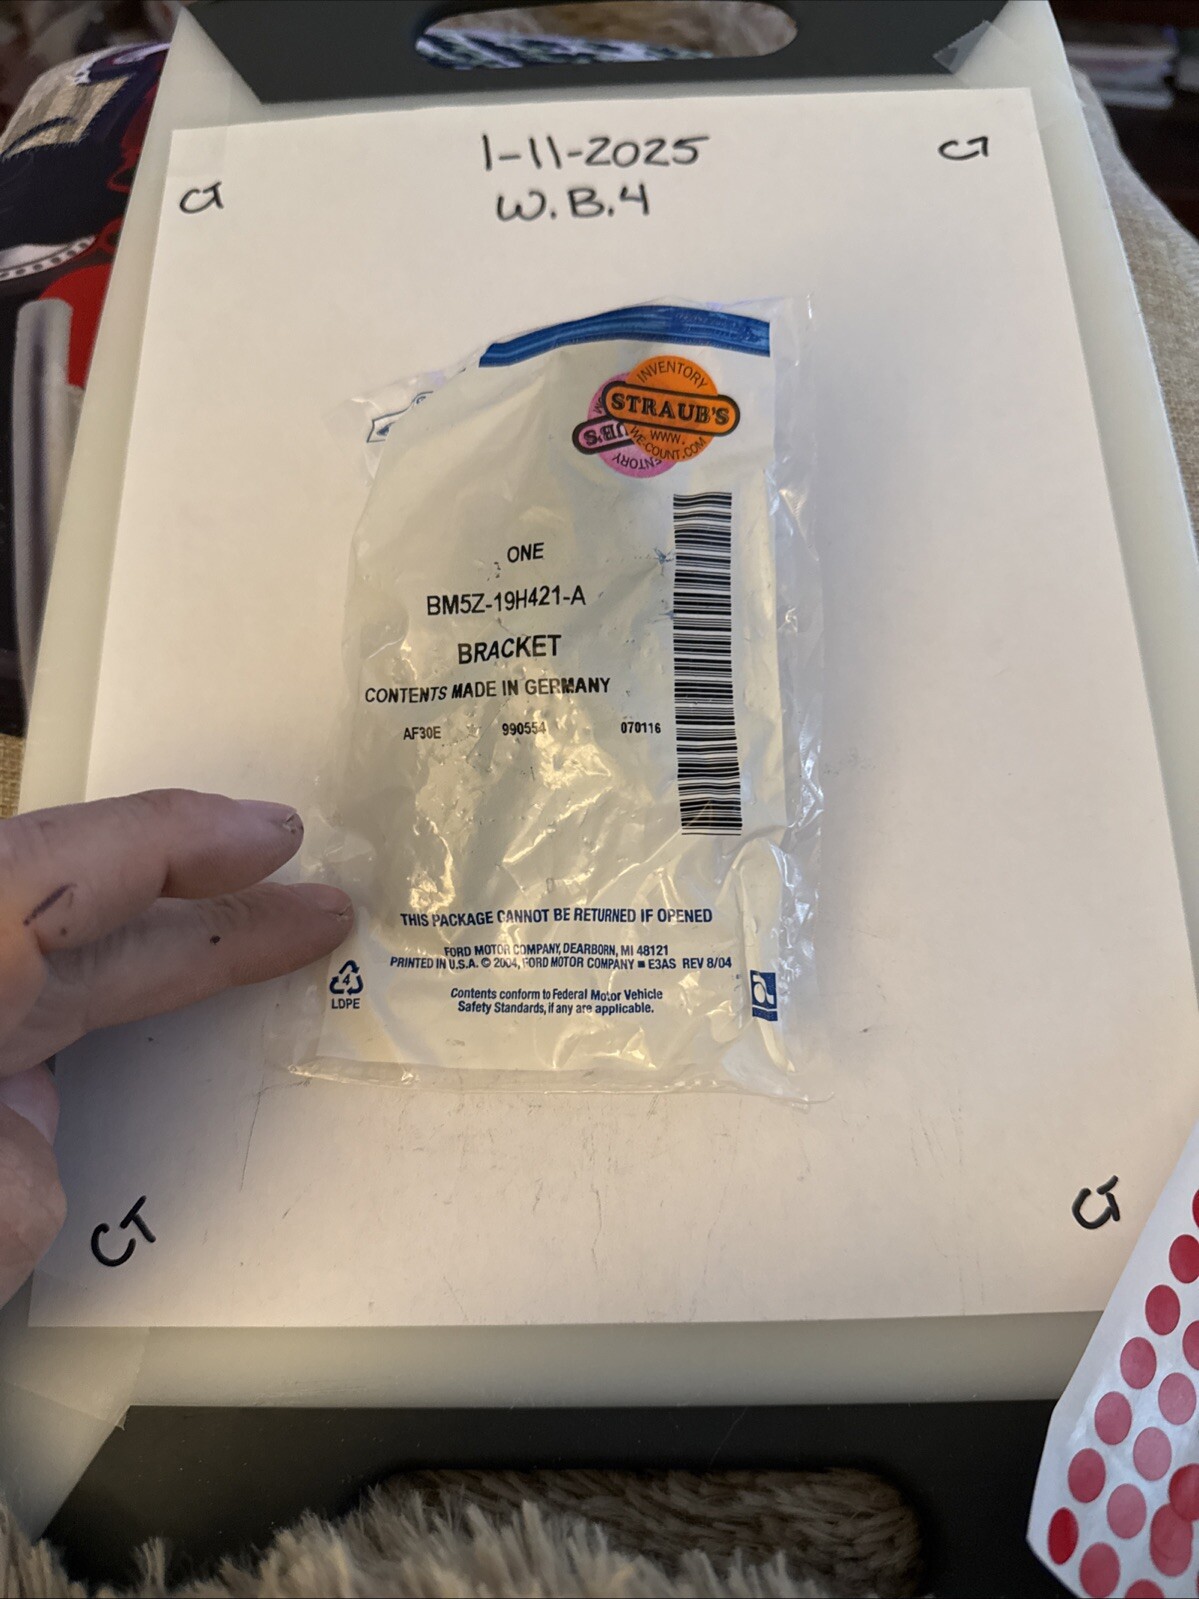 1-11-2025
W.B.4
CT
CT
INVENTORY
STRAUB'S
WWW.
WE-COUNT.COM
ONE
BM5Z-19H421-A
BRACKET
CONTENTS MADE IN GERMANY
AF30E 990554 070116
THIS PACKAGE CANNOT BE RETURNED IF OPENED
FORD MOTOR COMPANY, DEARBORN, MI 48121
PRINTED IN U.S.A. © 2004, FORD MOTOR COMPANY ■ E3AS REV 8/04
4
LDPE
Contents conform to Federal Motor Vehicle
Safety Standards, if any are applicable.
CT
CT